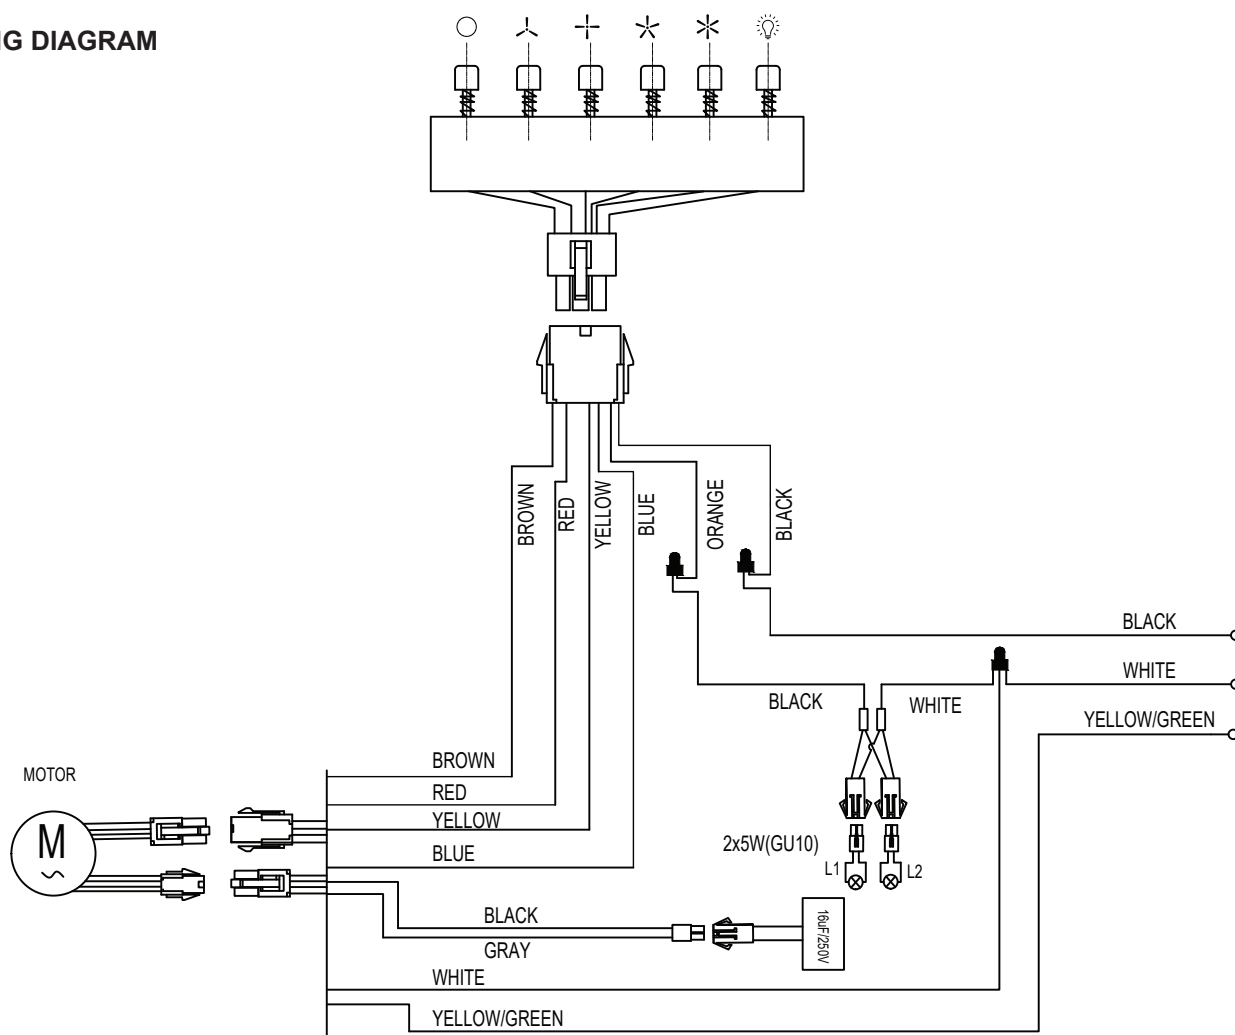 NG DIAGRAM
BROWN
RED
YELLOW
BLUE
ORANGE
BLACK
BLACK
WHITE
YELLOW/GREEN
BLACK
WHITE
MOTOR
M
BROWN
RED
YELLOW
BLUE
2x5W(GU10)
L1
L2
BLACK
GRAY
16uF/250V
WHITE
YELLOW/GREEN